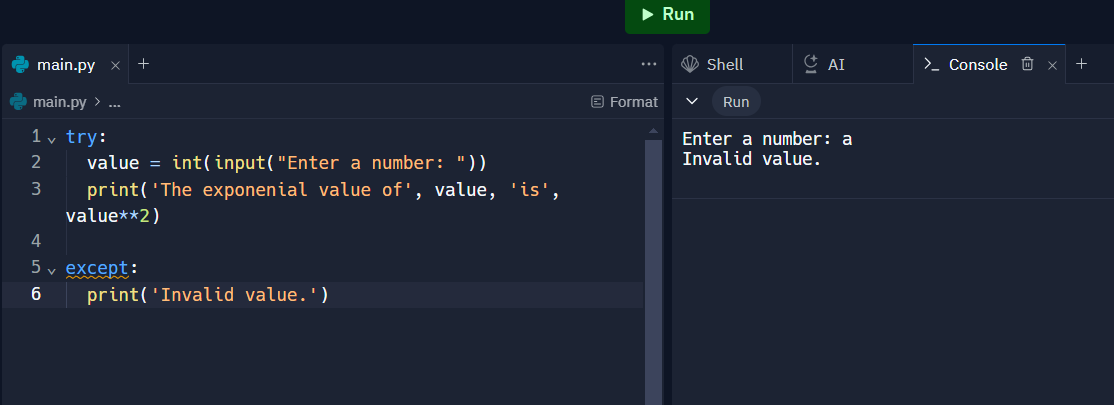 Run
main.py × +
Shell
AI
>_ Console × +
main.py > ...
Format
Run
1 try:
2 value = int(input("Enter a number: "))
3 print('The exponenial value of', value, 'is',
value**2)
4
5 except:
6 print('Invalid value.')
Enter a number: a
Invalid value.